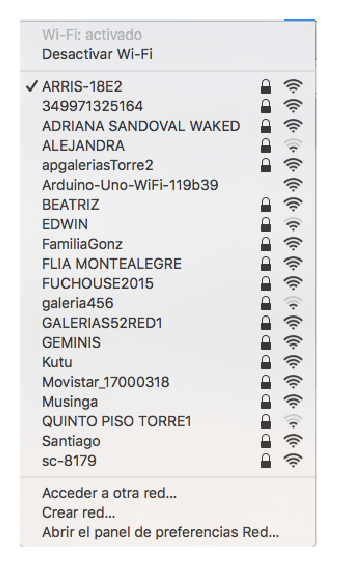 Wi-Fi: activado
Desactivar Wi-Fi
✓ ARRIS-18E2
349971325164
ADRIANA SANDOVAL WAKED
ALEJANDRA
apgaleriasTorre2
Arduino-Uno-WiFi-119b39
BEATRIZ
EDWIN
FamiliaGonz
FLIA MONTEALEGRE
FUCHOUSE2015
galeria456
GALERIAS52RED1
GEMINIS
Kutu
Movistar_17000318
Musinga
QUINTO PISO TORRE1
Santiago
sc-8179
Acceder a otra red...
Crear red...
Abrir el panel de preferencias Red...